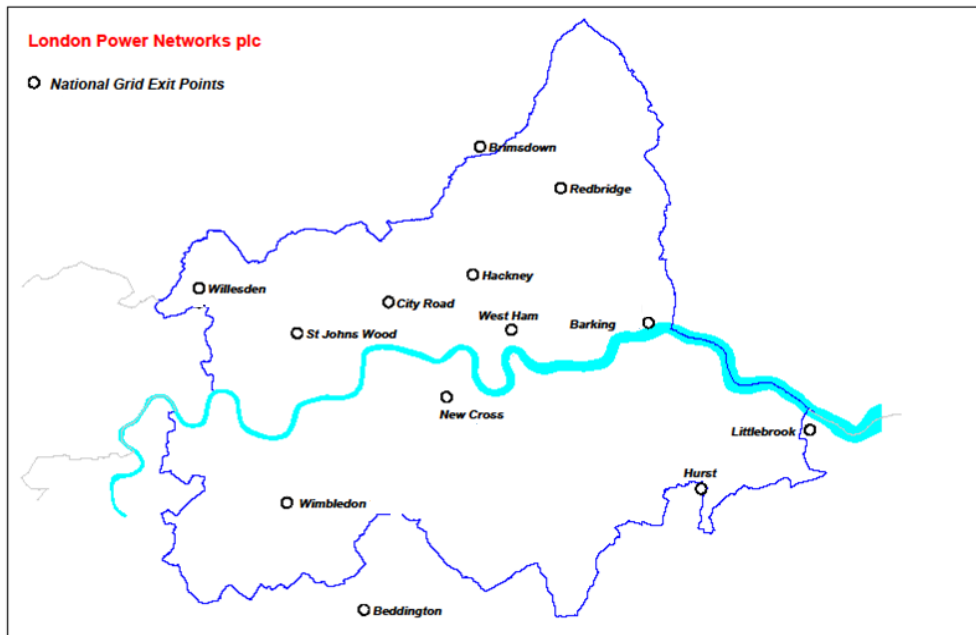 London Power Networks plc
National Grid Exit Points
Brimsdown
Redbridge
Hackney
Willesden
City Road
West Ham
Barking
St Johns Wood
New Cross
Littlebrook
Hurst
Wimbledon
Beddington